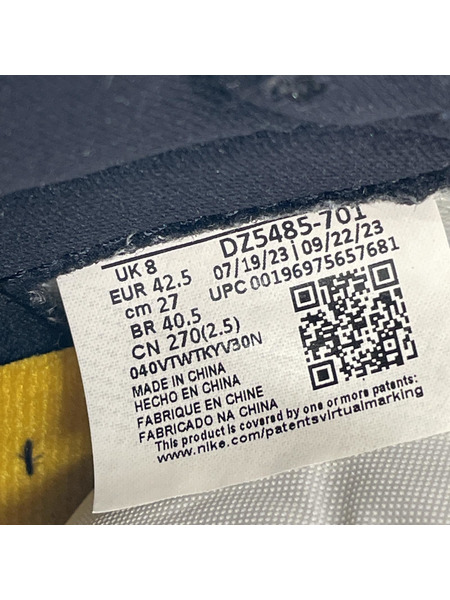 UK 8
EUR 42.5
cm 27
BR 40.5
CN 270(2.5)
DZ5485-701
07/19/23 | 09/22/23
UPC 00196975657681
040VTWTKYV30N
MADE IN CHINA
HECHO EN CHINA
FABRIQUE EN CHINE
FABRICADO NA CHINA
This product is covered by one or more patents:
www.nike.com/patentsvirtualmarking